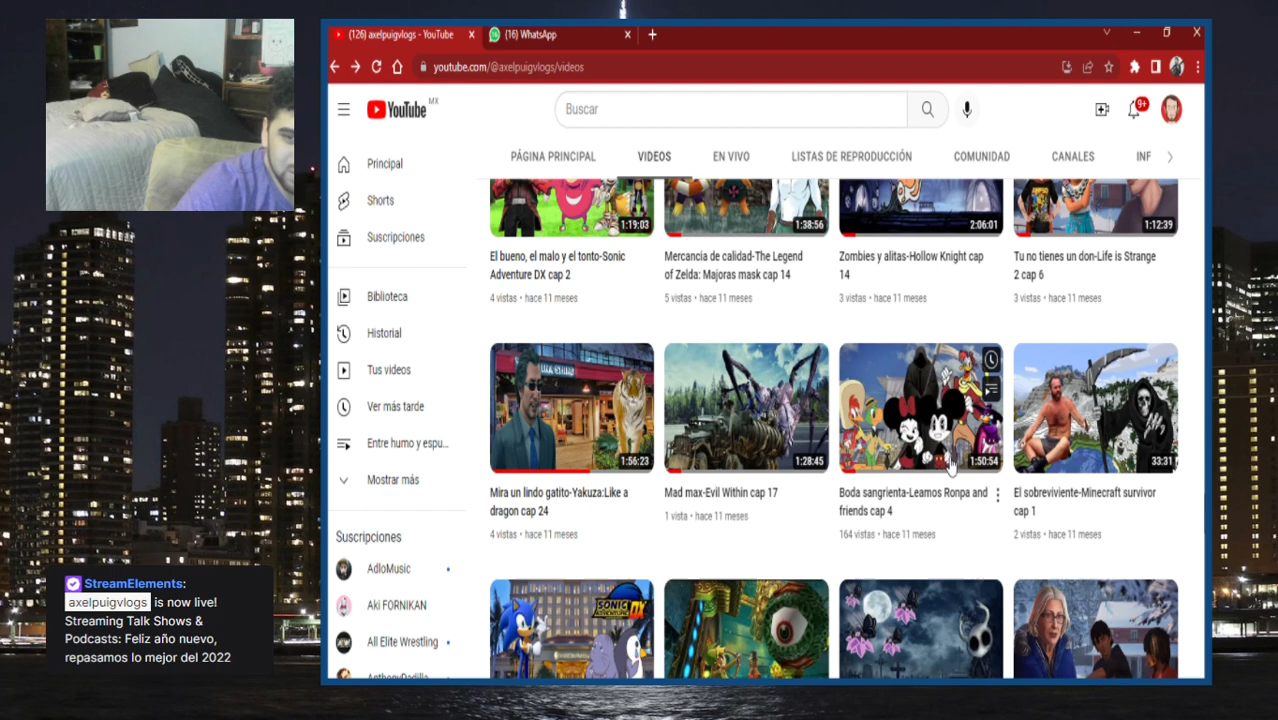 (126) axelpuigvlogs - YouTube
(16) WhatsApp
youtube.com/@axelpuigvlogs/videos
YouTube MX
Buscar
9+
PÁGINA PRINCIPAL VIDEOS EN VIVO LISTAS DE REPRODUCCIÓN COMUNIDAD CANALES INF
Principal
Shorts
Suscripciones
Biblioteca
Historial
Tus videos
Ver más tarde
Entre humo y espu...
Mostrar más
Suscripciones
AdloMusic
Aki FORNIKAN
All Elite Wrestling
1:19:03
El bueno, el malo y el tonto-Sonic
Adventure DX cap 2
4 vistas • hace 11 meses
1:38:56
Mercancia de calidad-The Legend
of Zelda: Majoras mask cap 14
5 vistas • hace 11 meses
2:06:01
Zombies y alitas-Hollow Knight cap
14
3 vistas • hace 11 meses
1:12:39
Tu no tienes un don-Life is Strange
2 cap 6
3 vistas • hace 11 meses
1:56:23
Mira un lindo gatito-Yakuza:Like a
dragon cap 24
4 vistas • hace 11 meses
1:28:45
Mad max-Evil Within cap 17
1 vista • hace 11 meses
1:50:54
Boda sangrienta-Leamos Ronpa and
friends cap 4
164 vistas • hace 11 meses
33:31
El sobreviviente-Minecraft survivor
cap 1
2 vistas • hace 11 meses
SONIC
DX
StreamElements:
axelpuigvlogs is now live!
Streaming Talk Shows &
Podcasts: Feliz año nuevo,
repasamos lo mejor del 2022